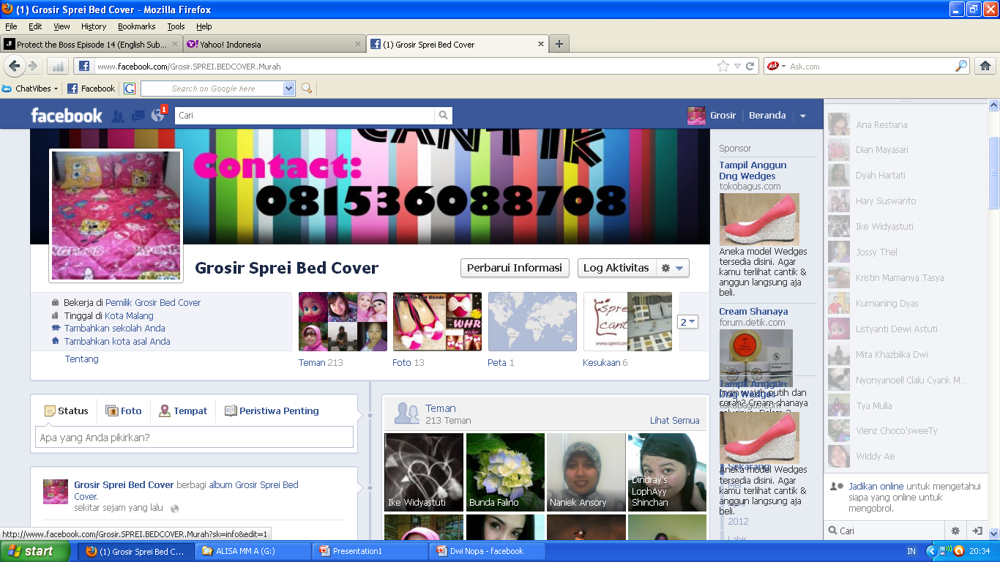 (1) Grosir Sprei Bed Cover - Mozilla Firefox
File Edit View History Bookmarks Tools Help
Protect the Boss Episode 14 (English Sub...
Yahoo! Indonesia
(1) Grosir Sprei Bed Cover
www.facebook.com/Grosir.SPREI.BEDCOVER.Murah
Ask Ask.com
ChatVibes
Facebook
Search on Google here
facebook
1
Cari
Grosir
Beranda
CANTIK
Contact:
081536088708
Grosir Sprei Bed Cover
Perbarui Informasi
Log Aktivitas
Bekerja di Pemilik Grosir Bed Cover
Tinggal di Kota Malang
Tambahkan sekolah Anda
Tambahkan kota asal Anda
Tentang
Teman 213
Foto 13
Peta 1
Kesukaan 6
2
Status
Foto
Tempat
Peristiwa Penting
Apa yang Anda pikirkan?
Grosir Sprei Bed Cover berbagi album Grosir Sprei Bed
Cover.
sekitar sejam yang lalu
Teman
213 Teman
Lihat Semua
Ike Widyastuti
Bunda Falino
Naniek Ansory
Dindray's
LophAyy
Shinchan
Sponsor
Tampil Anggun
Dng Wedges
tokobagus.com
Aneka model Wedges
tersedia disini. Agar
kamu terlihat cantik &
anggun langsung aja
beli.
Cream Shanaya
forum.detik.com
Sponsor
Tampil Anggun
Dng Wedges
Ingin wajah putih dan
cerah? Cream shanaya
Sekarang
Aneka model Wedges
tersedia disini. Agar
kamu terlihat cantik &
anggun langsung aja
beli.
2012
Lahir
Ana Restiana
Dian Mayasari
Dyah Hartati
Hary Suswanto
Ike Widyastuti
Jossy Thel
Kristin Mamanya Tasya
Kurnianing Dyas
Listyanti Dewi Astuti
Mita Khazbiika Dwi
Nyonyanoell Clalu Cyank M...
Tya Mulia
Vienz Choco'sweeTy
Widdy Ae
Jadikan online untuk mengetahui
siapa yang online untuk
mengobrol.
Cari
http://www.facebook.com/Grosir.SPREI.BEDCOVER.Murah?sk=info&edit=1
start
(1) Grosir Sprei Bed C...
ALISA MM A (G:)
Presentation1
Dwi Nopa - facebook
IN
20:34